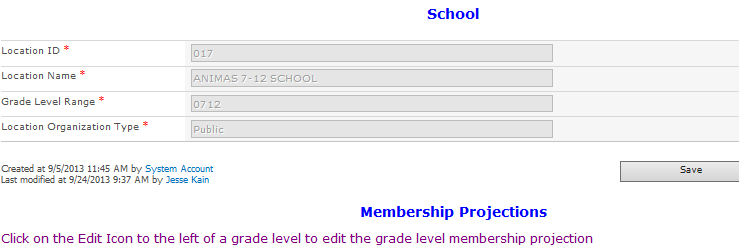 School
Location ID *
017
Location Name *
ANIMAS 7-12 SCHOOL
Grade Level Range *
0712
Location Organization Type *
Public
Created at 9/5/2013 11:45 AM by System Account
Last modified at 9/24/2013 9:37 AM by Jesse Kain
Save
Membership Projections
Click on the Edit Icon to the left of a grade level to edit the grade level membership projection